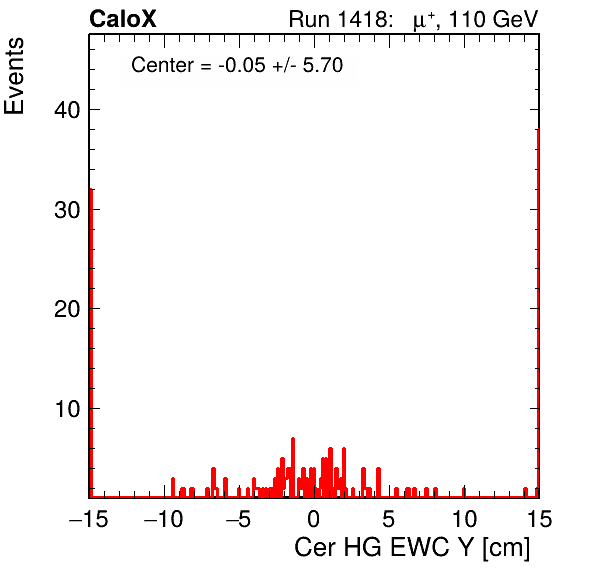 CaloX Run 1418: μ⁺, 110 GeV
Center = -0.05 +/- 5.70
Events
40
30
20
10
−15 −10 −5 0 5 10 15
Cer HG EWC Y [cm]